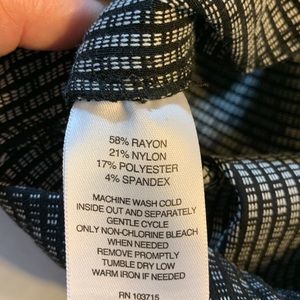 58% RAYON
21% NYLON
17% POLYESTER
4% SPANDEX
MACHINE WASH COLD
INSIDE OUT AND SEPARATELY
GENTLE CYCLE
ONLY NON-CHLORINE BLEACH
WHEN NEEDED
REMOVE PROMPTLY
TUMBLE DRY LOW
WARM IRON IF NEEDED
RN 103715